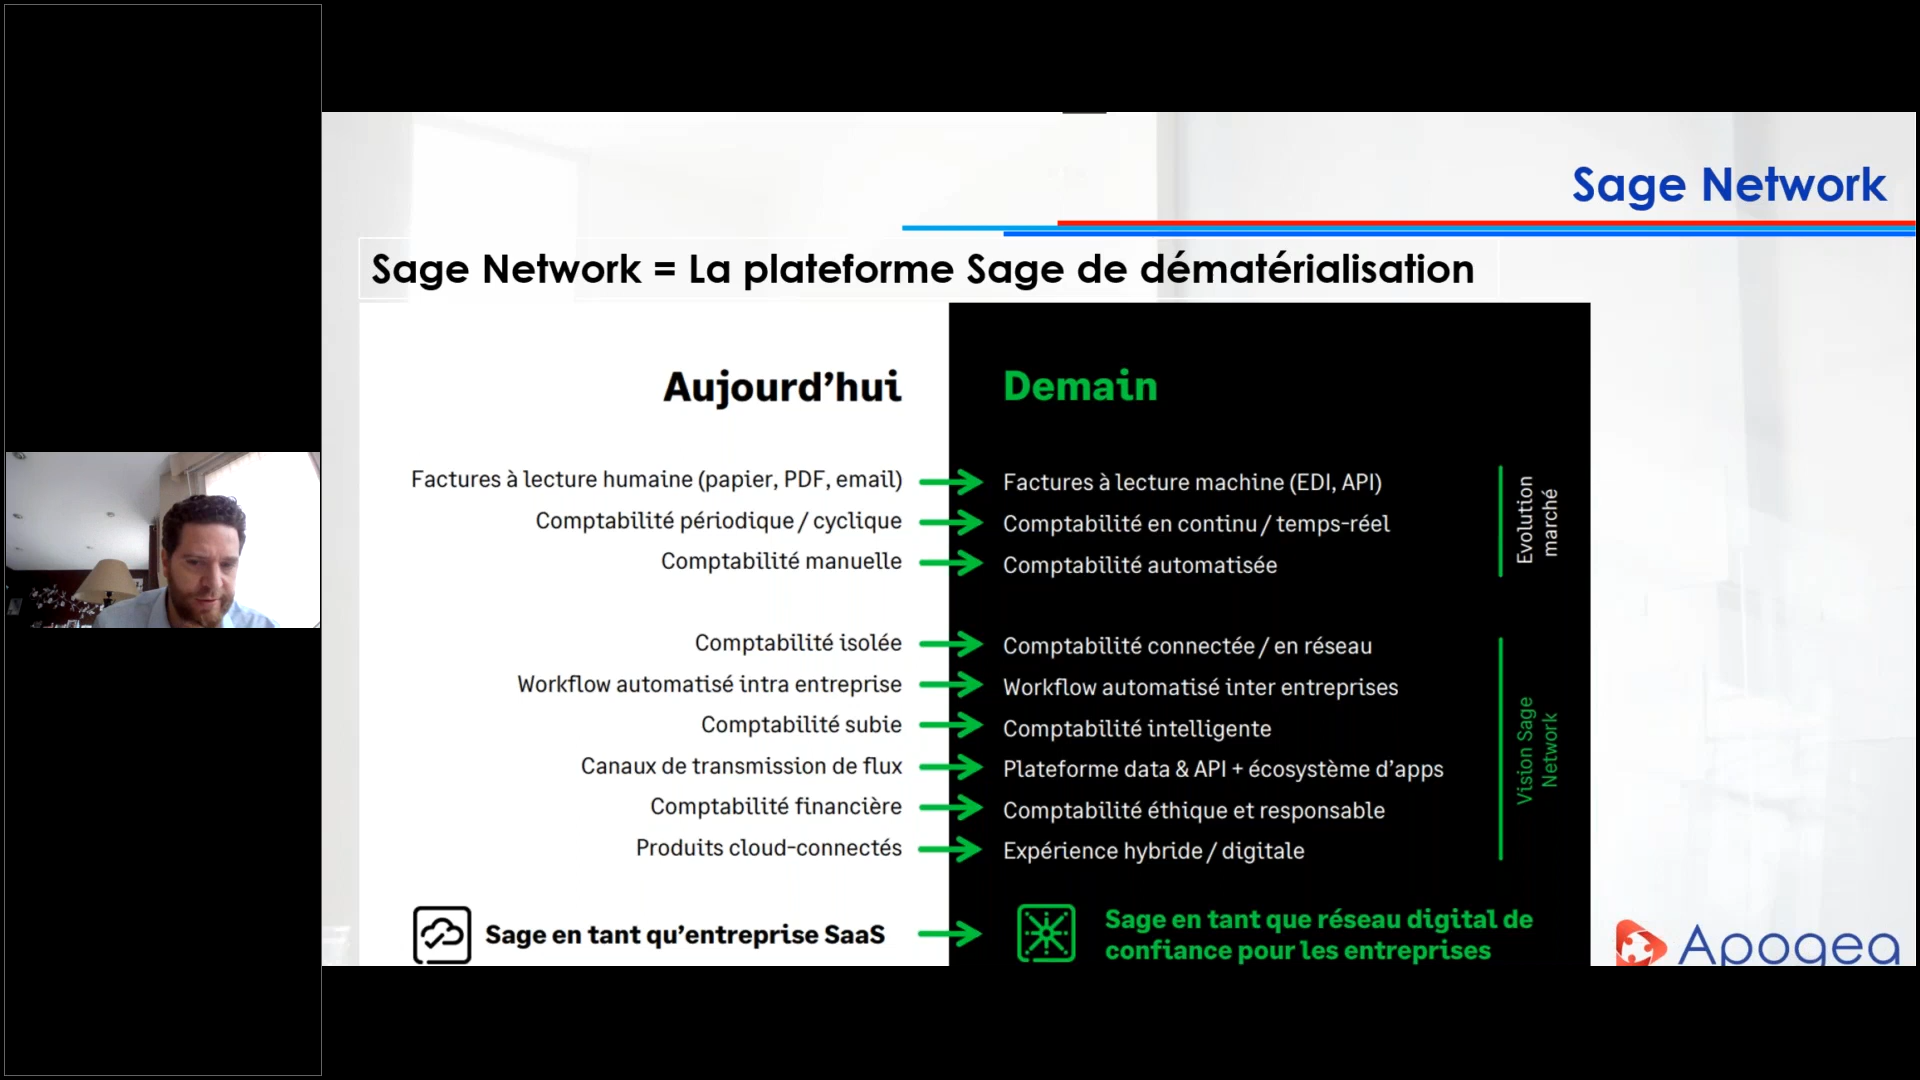 Sage Network
Sage Network = La plateforme Sage de dématérialisation
Aujourd’hui
Demain
Factures à lecture humaine (papier, PDF, email)
Factures à lecture machine (EDI, API)
Comptabilité périodique / cyclique
Comptabilité en continu / temps-réel
Comptabilité manuelle
Comptabilité automatisée
Evolution
marché
Comptabilité isolée
Comptabilité connectée / en réseau
Workflow automatisé intra entreprise
Workflow automatisé inter entreprises
Comptabilité subie
Comptabilité intelligente
Canaux de transmission de flux
Plateforme data & API + écosystème d’apps
Comptabilité financière
Comptabilité éthique et responsable
Produits cloud-connectés
Expérience hybride / digitale
Vision Sage
Network
Sage en tant qu’entreprise SaaS
Sage en tant que réseau digital de
confiance pour les entreprises
Apogea